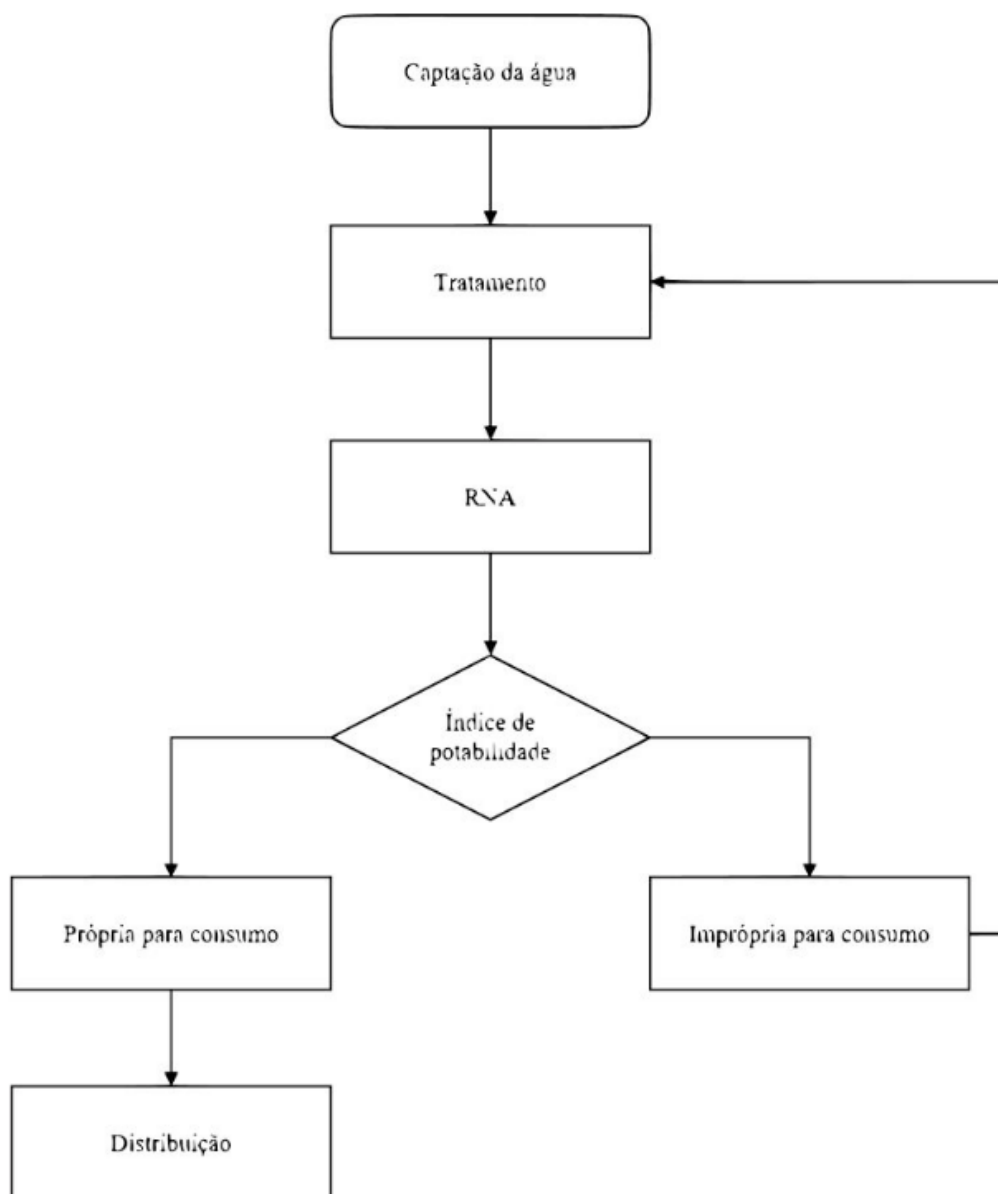 Captação da água
Tratamento
RNA
Índice de
potabilidade
Própria para consumo
Imprópria para consumo
Distribuição